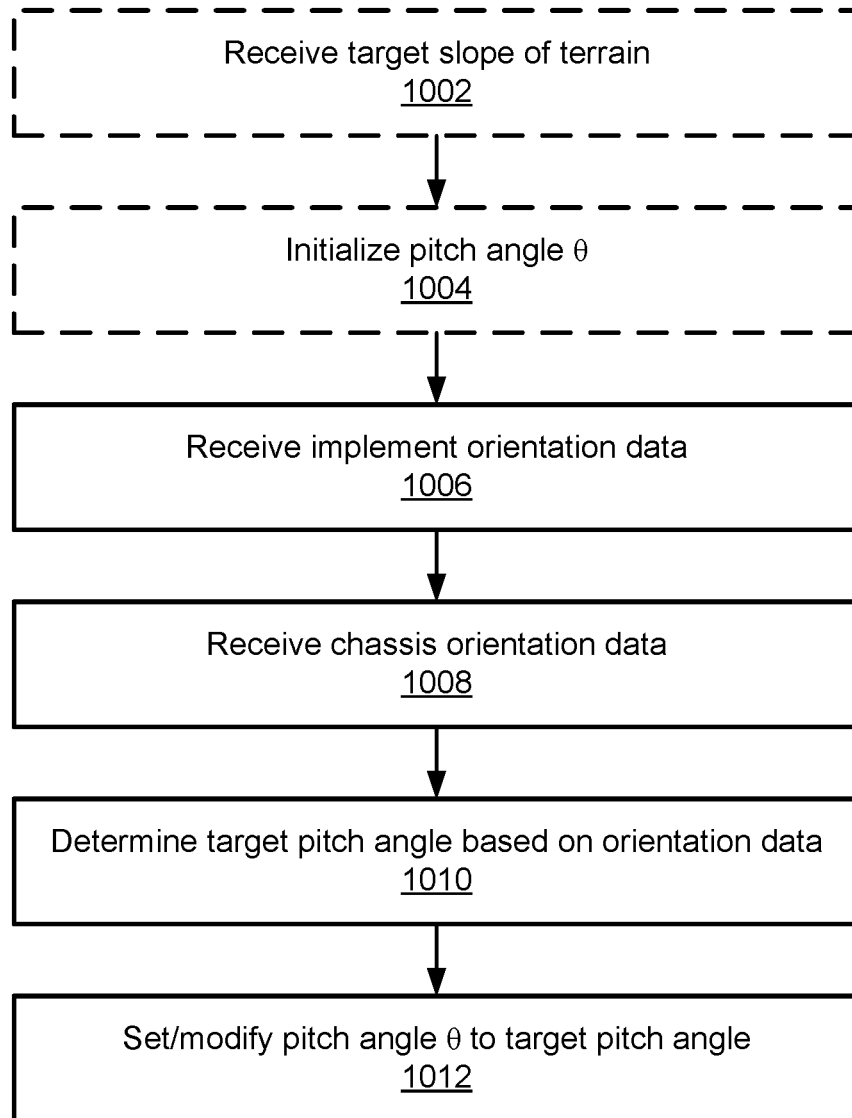 Receive target slope of terrain
1002
Initialize pitch angle θ
1004
Receive implement orientation data
1006
Receive chassis orientation data
1008
Determine target pitch angle based on orientation data
1010
Set/modify pitch angle θ to target pitch angle
1012